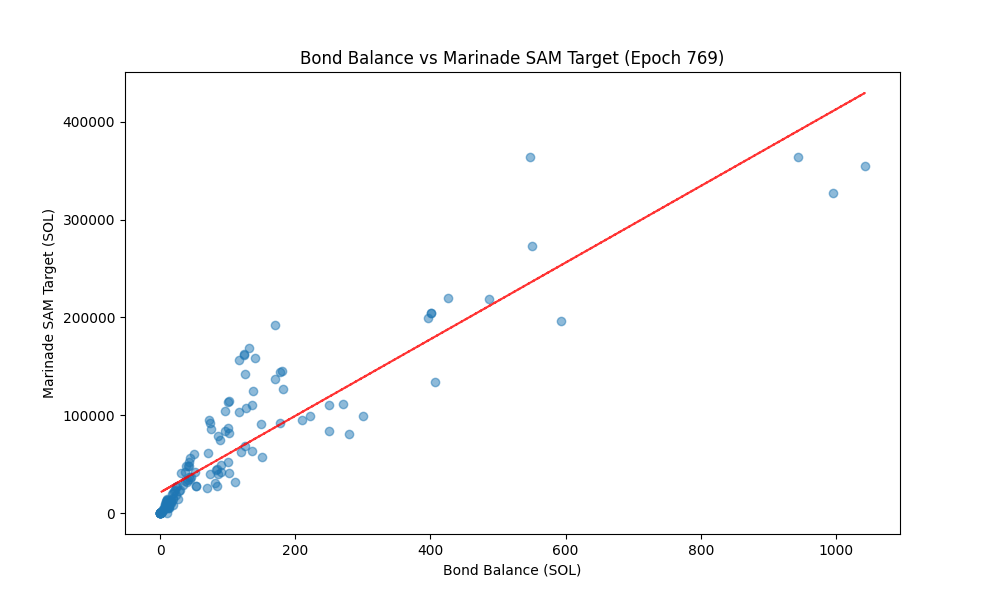 Bond Balance vs Marinade SAM Target (Epoch 769)
Marinade SAM Target (SOL)
400000
300000
200000
100000
0
0 200 400 600 800 1000
Bond Balance (SOL)